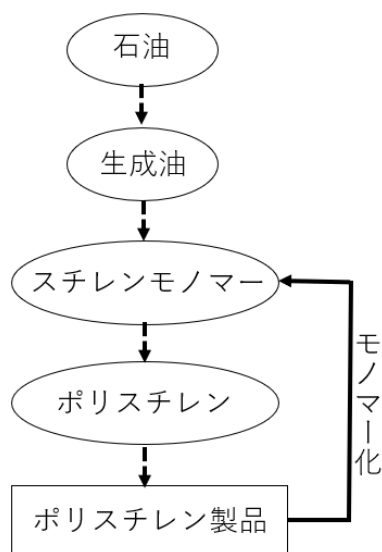 石油
生成油
スチレンモノマー
ポリスチレン
モノマー化
ポリスチレン製品